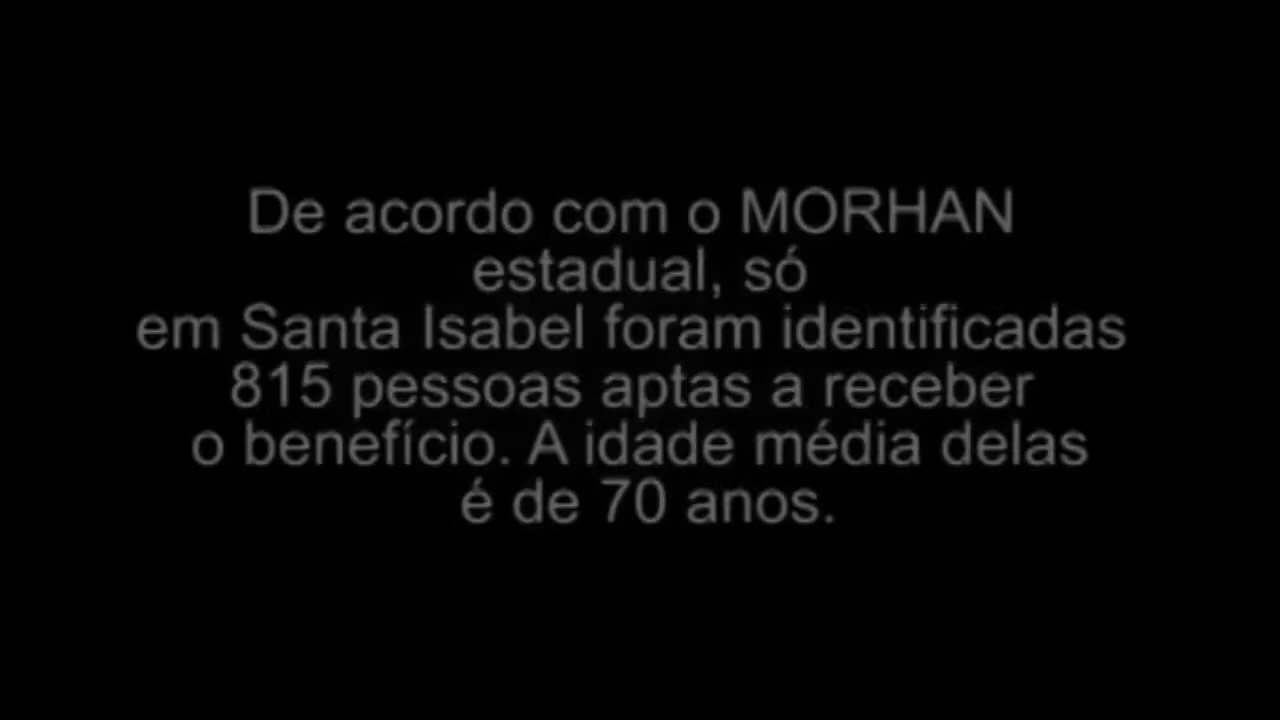 De acordo com o MORHAN
estadual, só
em Santa Isabel foram identificadas
815 pessoas aptas a receber
o benefício. A idade média delas
é de 70 anos.